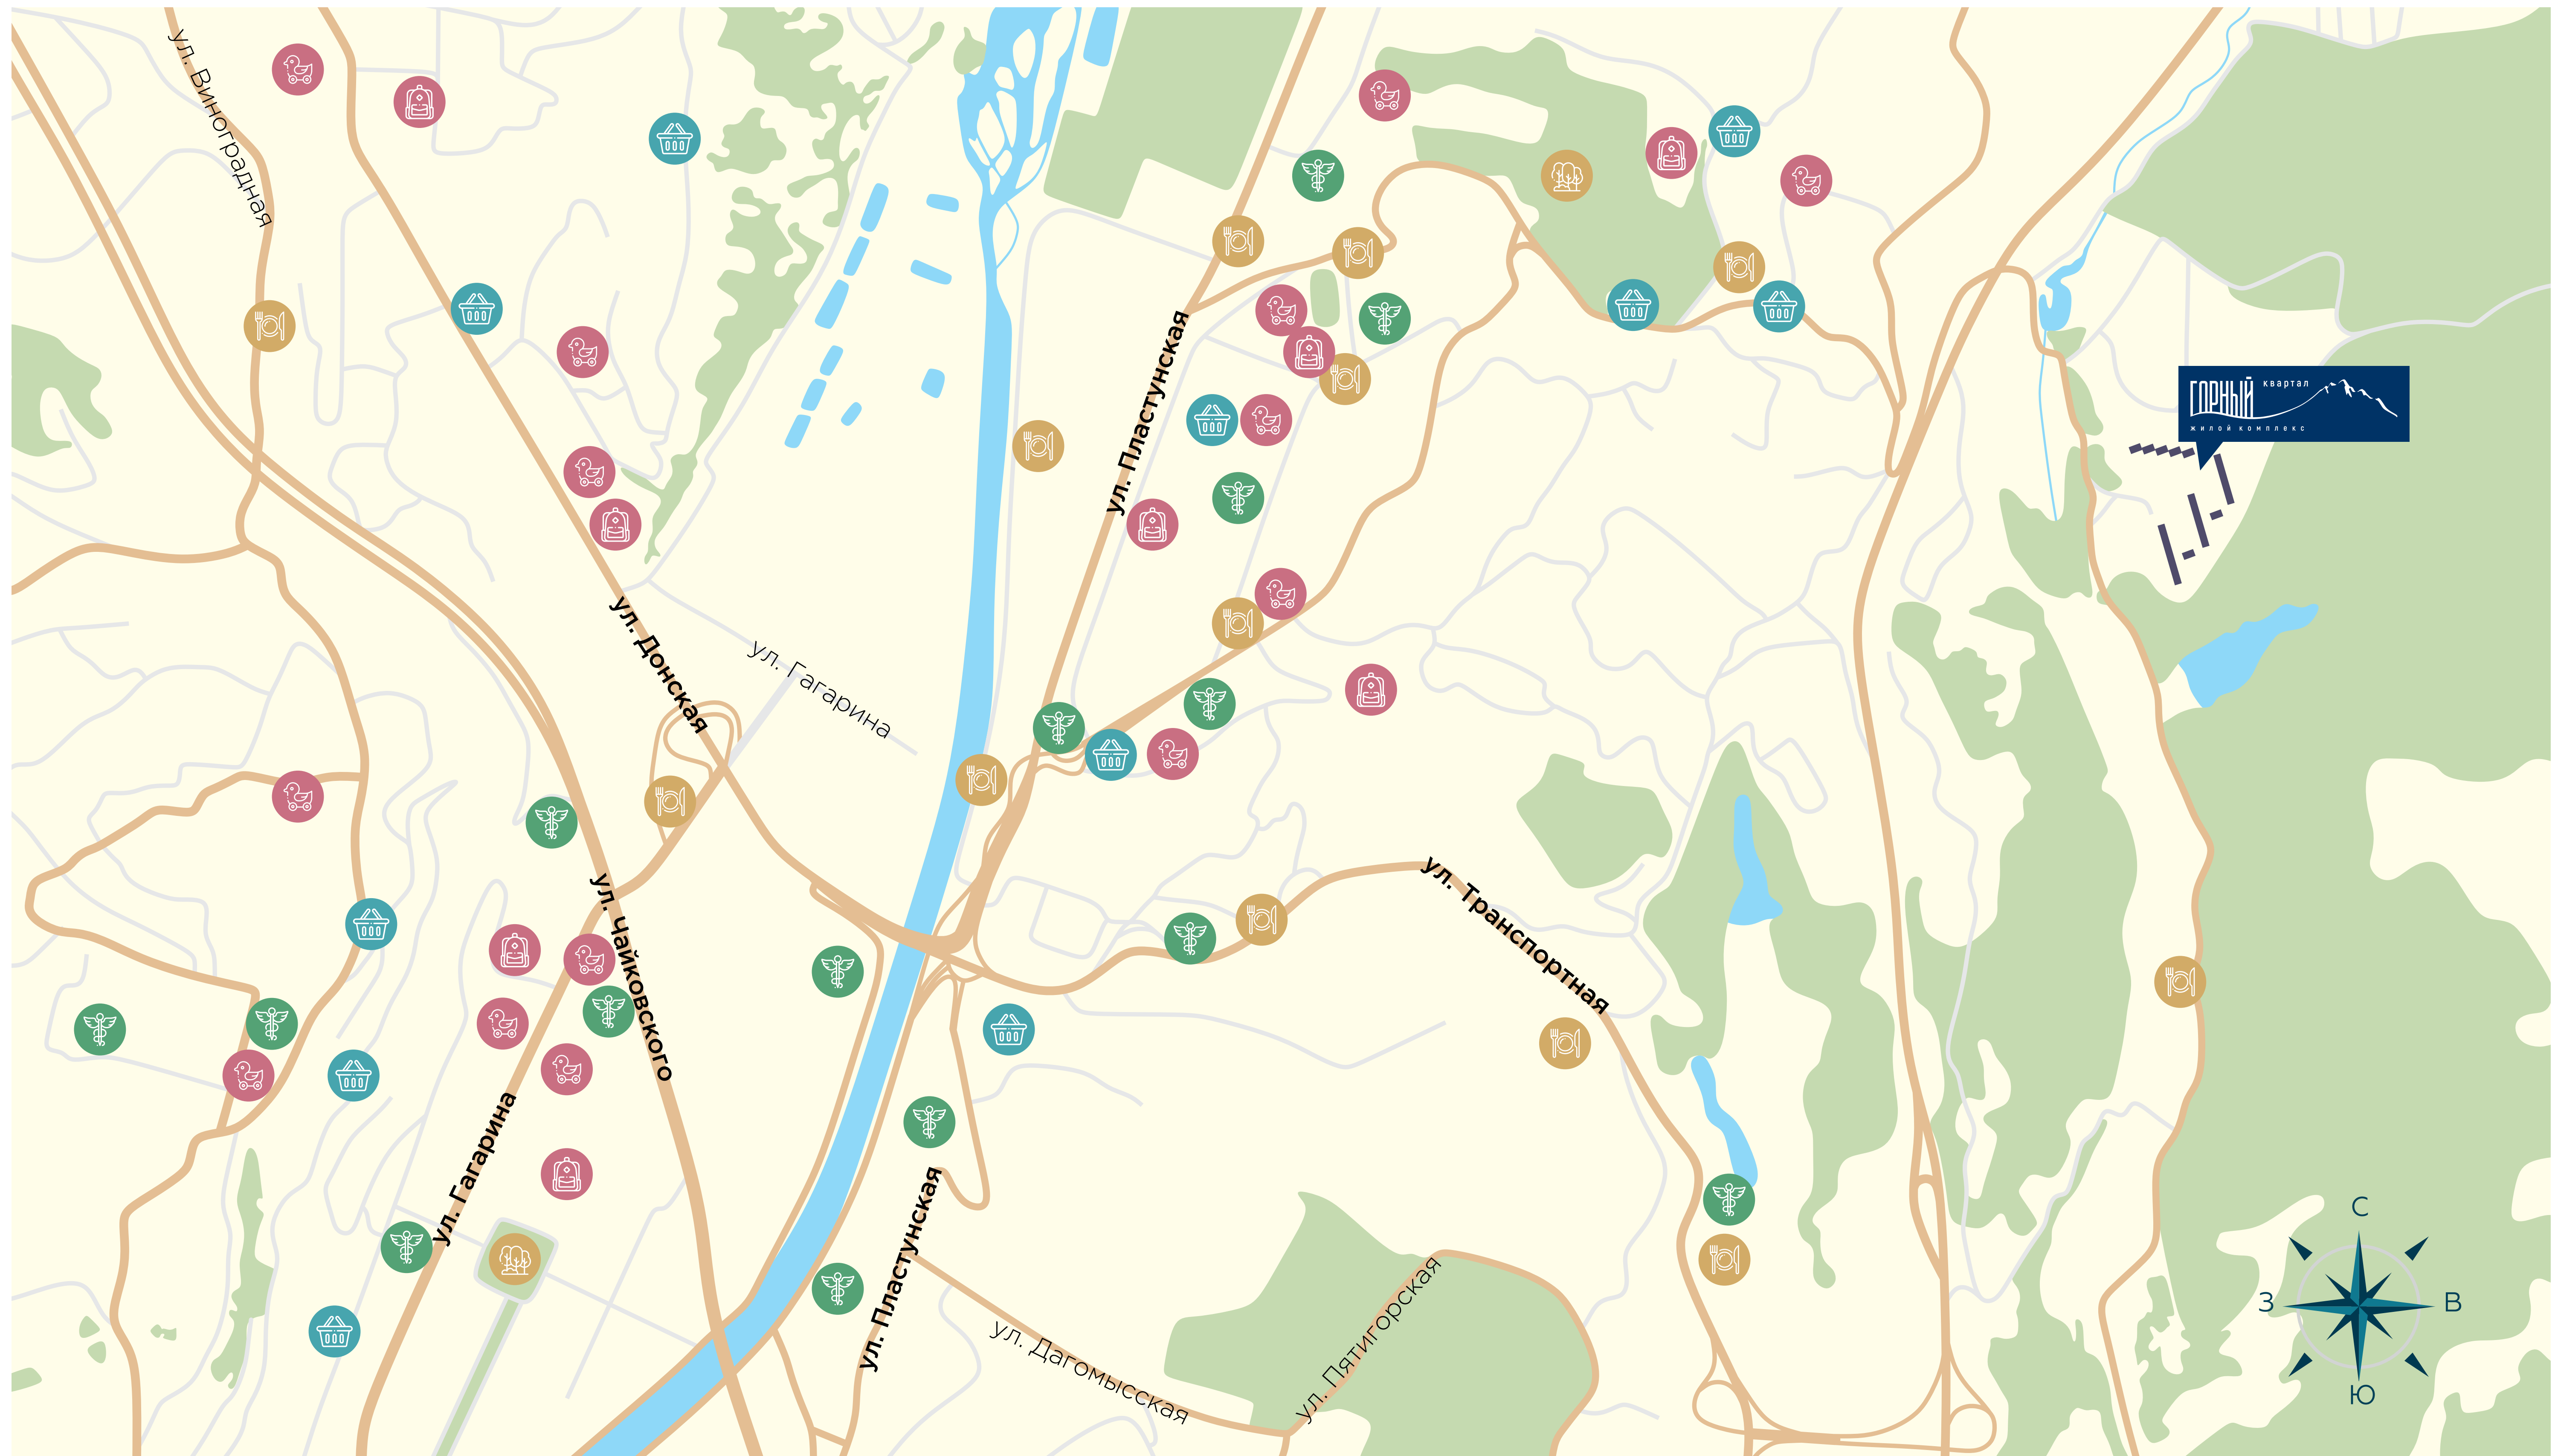 ул. Виноградная
ГОРНЫЙ квартал
жилой комплекс
ул. Пластунская
ул. Донская
ул. Гагарина
ул. Чайковского
ул. Транспортная
ул. Гагарина
ул. Пластунская
ул. Дагомысская
ул. Пятигорская
С
З
В
Ю